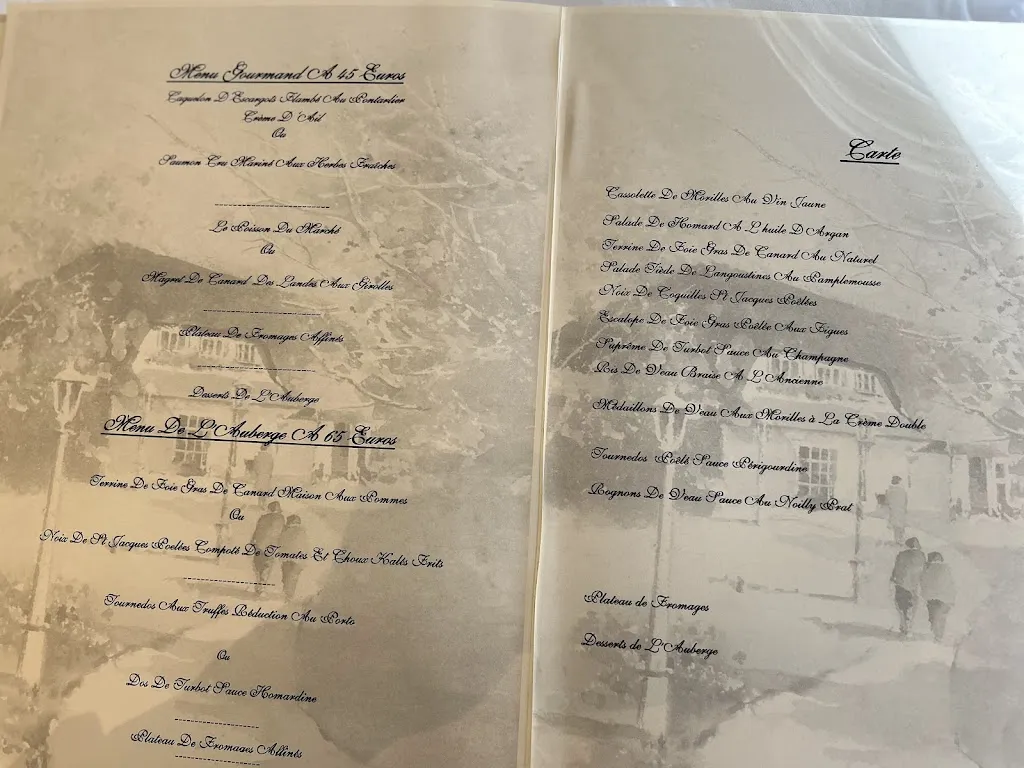 Menu Gourmand A 45 Euros
Caquelon D Escargots Flambé Au Pontarlier
Crème D'Ail
Ou
Saumon Cru Mariné Aux Herbes Fraîches
Le Poisson Du Marché
Ou
Magret De Canard Des Landes Aux Girolles
Plateau De Fromages Affinés
Desserts De L'Auberge
Menu De L'Auberge A 65 Euros
Terrine De Foie Gras De Canard Maison Aux Pommes
Ou
Noix De St Jacques Poelées Compoté De Tomates Et Choux Kalés Frits
Tournedos Aux Truffes Réduction Au Porto
Ou
Dos De Turbot Sauce Homardine
Plateau De Fromages Affinés
Carte
Cassolette De Morilles Au Vin Jaune
Salade De Homard A L huile D Argan
Terrine De Foie Gras De Canard Au Naturel
Salade Tiède De Langoustines Au Pamplemousse
Noix De Coquilles St Jacques Poêlées
Escalope De Foie Gras Poêlée Aux Figues
Suprême De Turbot Sauce Au Champagne
Ris De Veau Braise A L'Ancienne
Médaillons De Veau Aux Morilles à La Crème Double
Tournedos Poêlé Sauce Périgourdine
Rognons De Veau Sauce Au Noilly Prat
Plateau de Fromages
Desserts de L'Auberge